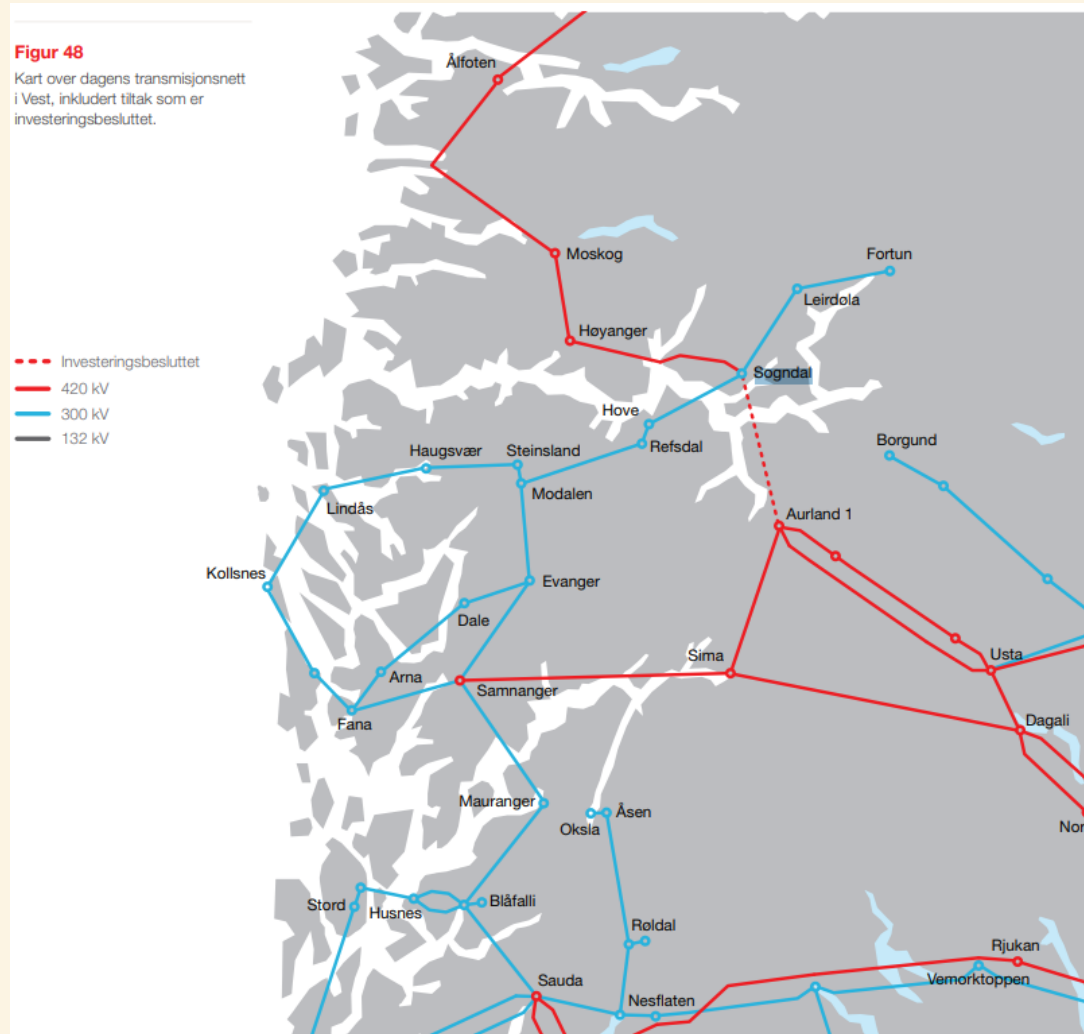 Figur 48
Kart over dagens transmisjonsnett
i Vest, inkludert tiltak som er
investeringsbesluttet.
Investeringsbesluttet
420 kV
300 kV
132 kV
Ålfoten
Moskog
Fortun
Leirdøla
Høyanger
Sogndal
Hove
Refsdal
Borgund
Haugsvær
Steinsland
Modalen
Lindås
Aurland 1
Kollsnes
Evanger
Dale
Sima
Usta
Arna
Samnanger
Fana
Dagali
Mauranger
Åsen
Oksla
Nor
Blåfalli
Stord
Husnes
Røldal
Rjukan
Vemorktoppen
Sauda
Nesflaten